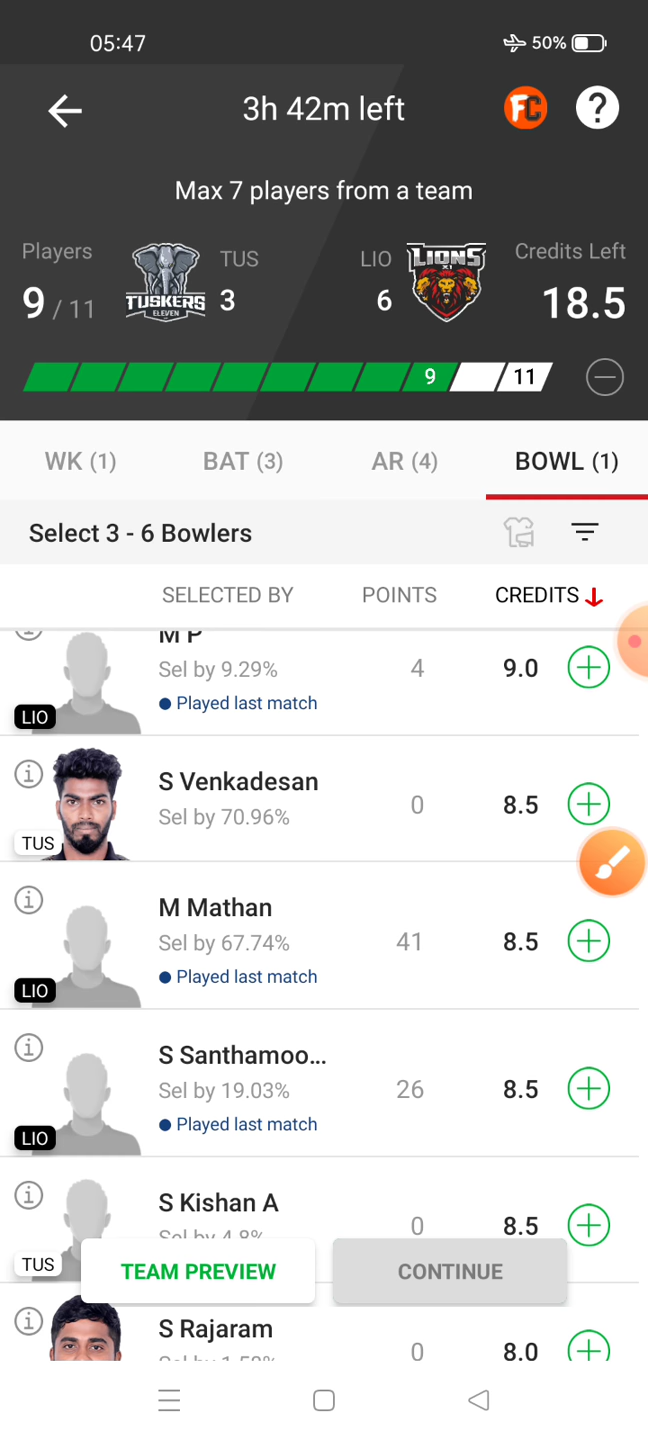 05:47
50%
3h 42m left
FC
?
Max 7 players from a team
Players
9 / 11
TUSKERS
ELEVEN
TUS
3
LIO
6
LIONS
XI
Credits Left
18.5
9
11
WK (1)
BAT (3)
AR (4)
BOWL (1)
Select 3 - 6 Bowlers
SELECTED BY
POINTS
CREDITS
M P
Sel by 9.29%
4
9.0
Played last match
LIO
S Venkadesan
Sel by 70.96%
0
8.5
TUS
M Mathan
Sel by 67.74%
41
8.5
Played last match
LIO
S Santhamoo...
Sel by 19.03%
26
8.5
Played last match
LIO
S Kishan A
Sel by 4.8%
0
8.5
TUS
TEAM PREVIEW
CONTINUE
S Rajaram
0
8.0